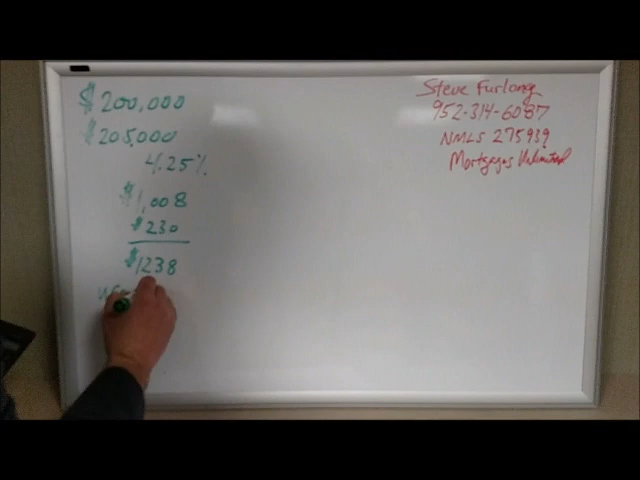 $200,000
$205,000
4.25%
$1,008
$230
$1238
Steve Furlong
952-314-6087
NMLS 275939
Mortgages Unlimited